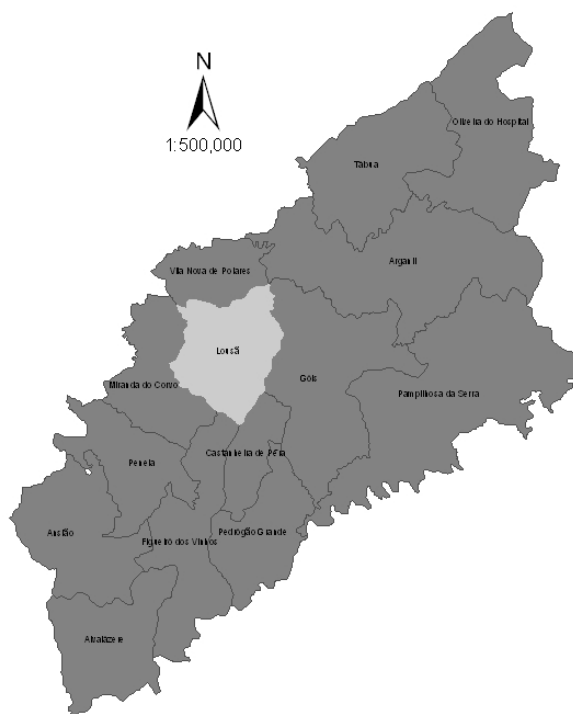 N
1:500,000
Oliveira do Hospital
Tábua
Arganil
Vila Nova de Poiares
Lousã
Góis
Miranda do Corvo
Pampilhosa da Serra
Castanheira de Pêra
Penela
Ansião
Figueiró dos Vinhos
Pedrógão Grande
Alvaiázere